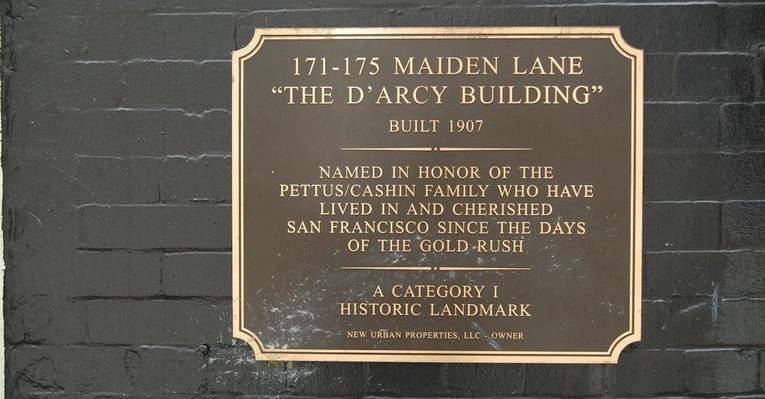 171-175 MAIDEN LANE
“THE D’ARCY BUILDING”
BUILT 1907
NAMED IN HONOR OF THE
PETTUS/CASHIN FAMILY WHO HAVE
LIVED IN AND CHERISHED
SAN FRANCISCO SINCE THE DAYS
OF THE GOLD RUSH
A CATEGORY I
HISTORIC LANDMARK
NEW URBAN PROPERTIES, LLC - OWNER